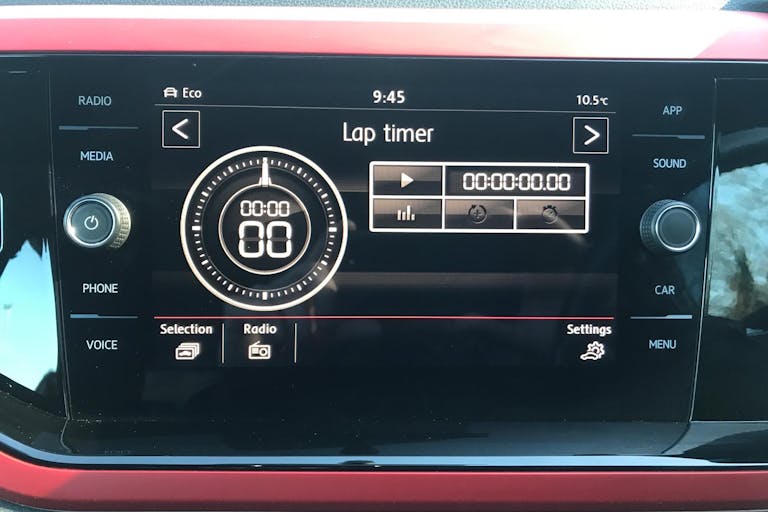 RADIO
MEDIA
PHONE
VOICE
Eco
9:45
10.5°C
Lap timer
00:00
00
00:00:00.00
Selection
Radio
Settings
APP
SOUND
CAR
MENU